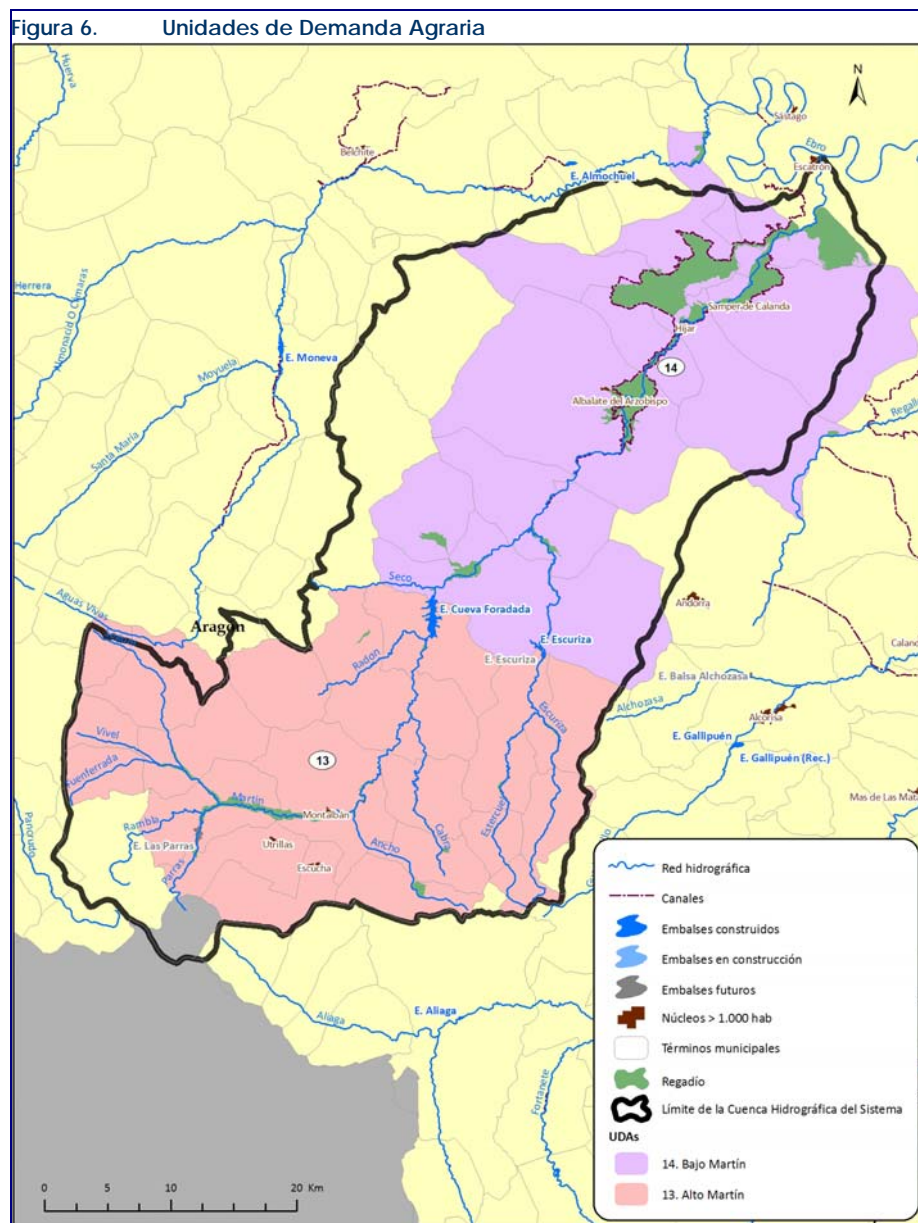 Figura 6. Unidades de Demanda Agraria
Huerva
N
Sástago
Belchite
Ebro
Escatrón
E. Almochuel
Herrera
Almonacid O Cámaras
Samper de Calanda
Híjar
E. Moneva
Moyuela
14
Albalate del Arzobispo
Regallo
Santa María
Seco
Aguas Vivas
Andorra
E. Cueva Foradada
Aragón
E. Escuriza
E. Escuriza
Radón
Calanda
E. Balsa Alchozasa
Alchozasa
Alcorisa
Escuriza
E. Gallipuén
E. Gallipuén (Rec.)
Vivel
13
Fuenferrada
Martín
Montalbán
Mas de Las Matas
Rambla
Estercuel
Cabra
Pancrudo
E. Las Parras
Utrillas
Ancho
Escucha
Parras
Aliaga
E. Aliaga
Fortanete
Red hidrográfica
Canales
Embalses construidos
Embalses en construcción
Embalses futuros
Núcleos > 1.000 hab
Términos municipales
Regadío
Límite de la Cuenca Hidrográfica del Sistema
UDAs
14. Bajo Martín
13. Alto Martín
0 5 10 20 Km